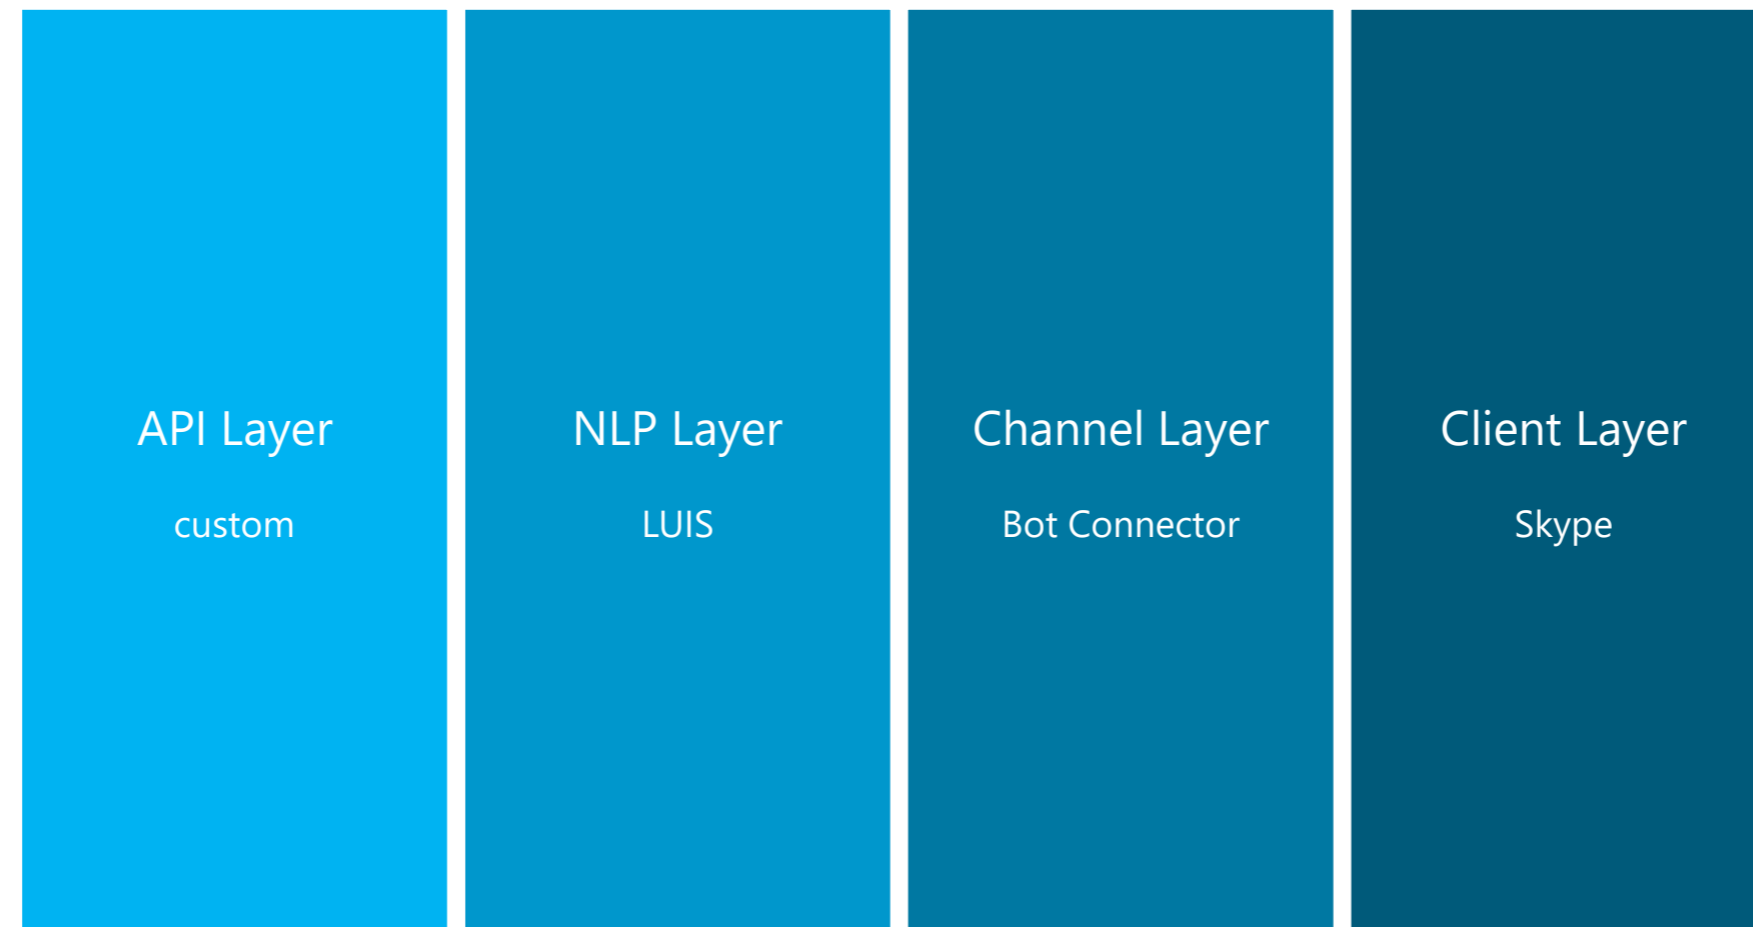 API Layer
custom
NLP Layer
LUIS
Channel Layer
Bot Connector
Client Layer
Skype